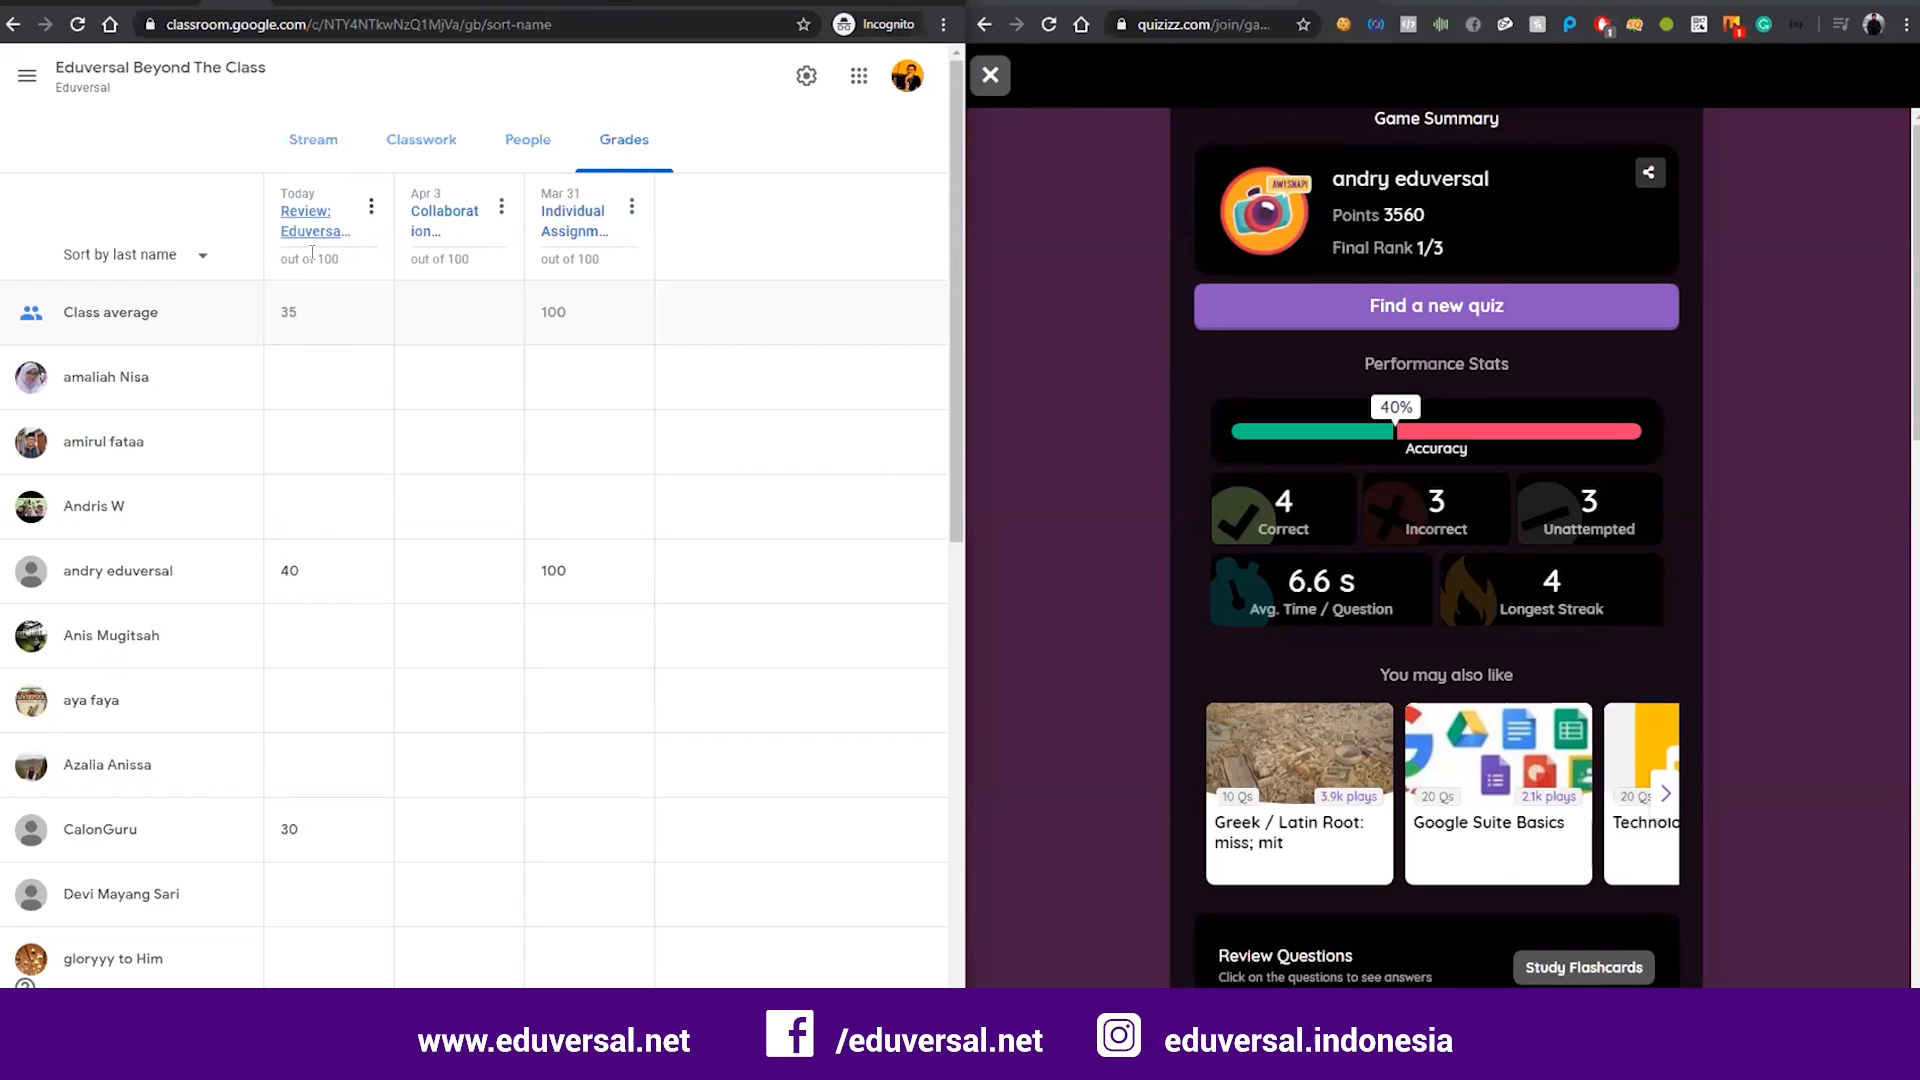 classroom.google.com/c/NTY4NTkwNzQ1MjVa/gb/sort-name
Incognito
Eduversal Beyond The Class
Eduversal
Stream
Classwork
People
Grades
Sort by last name
Today
Review:
Eduversa...
out of 100
Apr 3
Collaborat
ion...
out of 100
Mar 31
Individual
Assignm...
out of 100
Class average
35
100
amaliah Nisa
amirul fataa
Andris W
andry eduversal
40
100
Anis Mugitsah
aya faya
Azalia Anissa
CalonGuru
30
Devi Mayang Sari
gloryyy to Him
quizizz.com/join/ga...
Game Summary
AW! SNAP!
andry eduversal
Points 3560
Final Rank 1/3
Find a new quiz
Performance Stats
40%
Accuracy
4
Correct
3
Incorrect
3
Unattempted
6.6 s
Avg. Time / Question
4
Longest Streak
You may also like
10 Qs
3.9k plays
Greek / Latin Root:
miss; mit
20 Qs
2.1k plays
Google Suite Basics
20 Qs
Review Questions
Click on the questions to see answers
Study Flashcards
www.eduversal.net
/eduversal.net
eduversal.indonesia